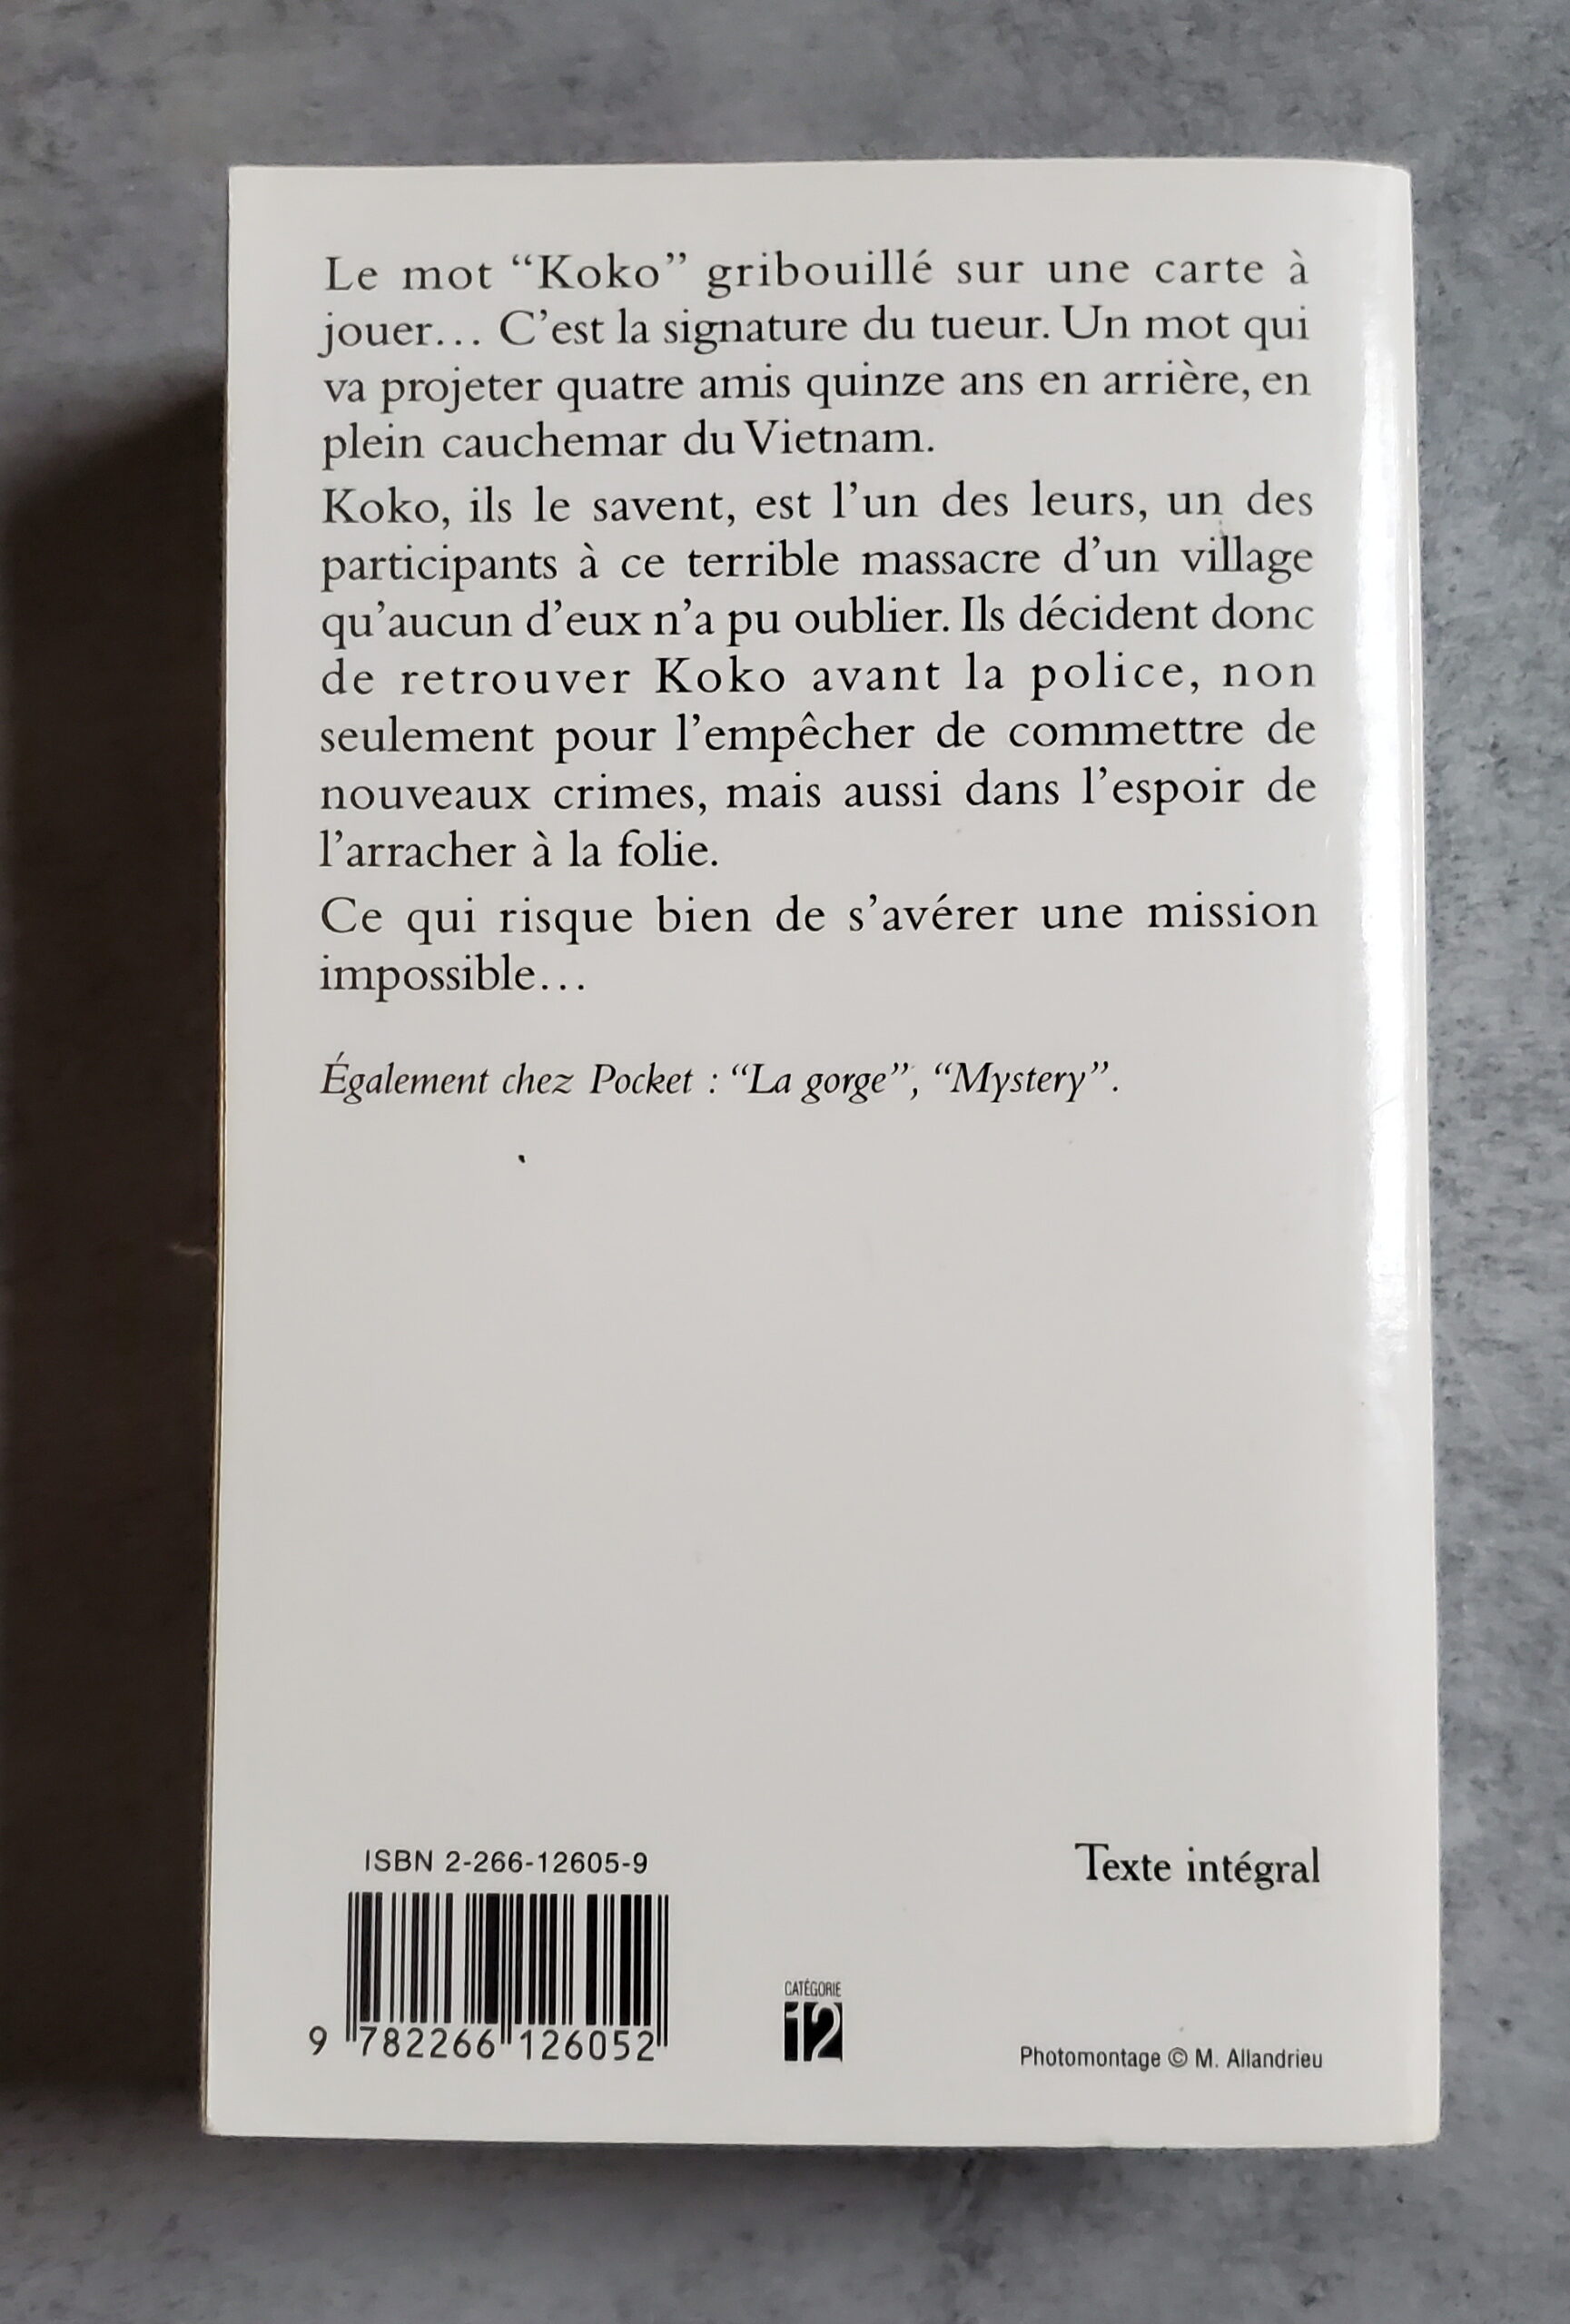 Le mot “Koko” gribouillé sur une carte à
jouer... C’est la signature du tueur. Un mot qui
va projeter quatre amis quinze ans en arrière, en
plein cauchemar du Vietnam.
Koko, ils le savent, est l’un des leurs, un des
participants à ce terrible massacre d’un village
qu’aucun d’eux n’a pu oublier. Ils décident donc
de retrouver Koko avant la police, non
seulement pour l’empêcher de commettre de
nouveaux crimes, mais aussi dans l’espoir de
l’arracher à la folie.
Ce qui risque bien de s’avérer une mission
impossible...
Également chez Pocket : “La gorge”, “Mystery”.
ISBN 2-266-12605-9
Texte intégral
9 782266 126052
CATÉGORIE
12
Photomontage © M. Allandrieu